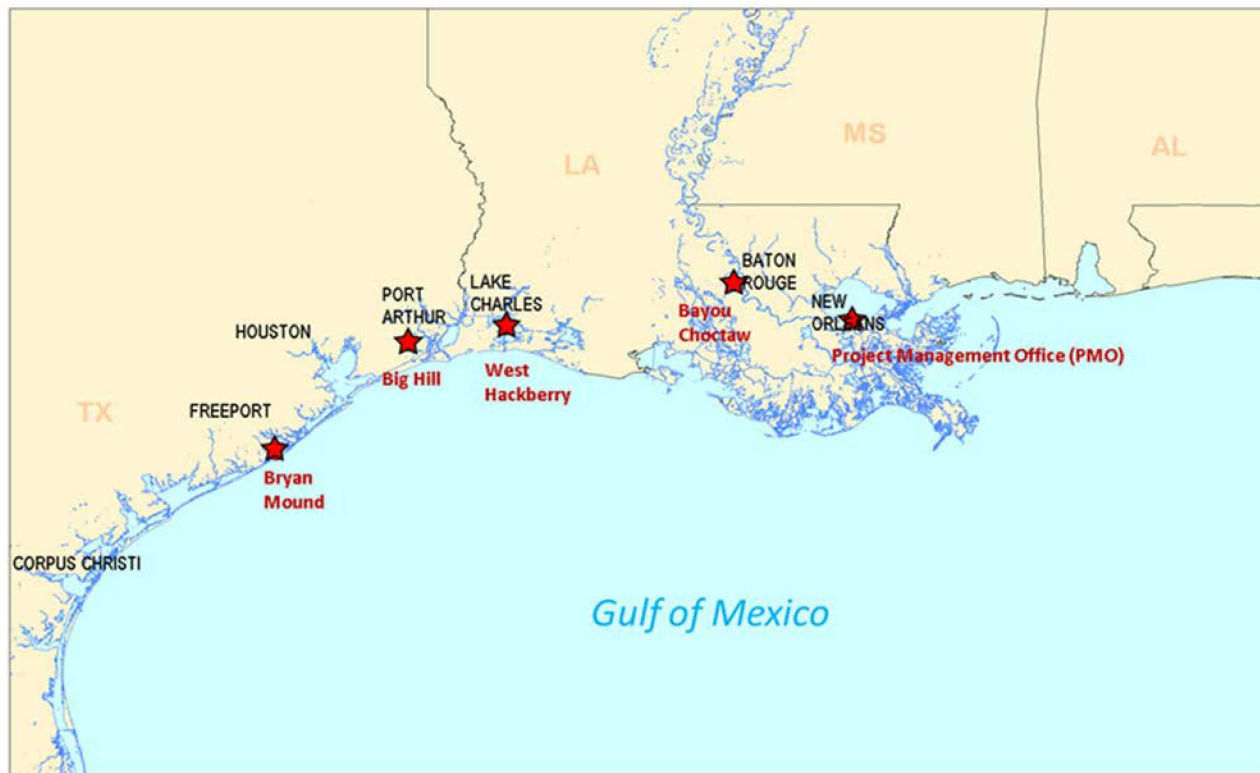 MS
AL
LA
BATON
ROUGE
LAKE
CHARLES
PORT
ARTHUR
NEW
ORLEANS
Bayou
Choctaw
HOUSTON
Project Management Office (PMO)
Big Hill
West
Hackberry
TX
FREEPORT
Bryan
Mound
CORPUS CHRISTI
Gulf of Mexico